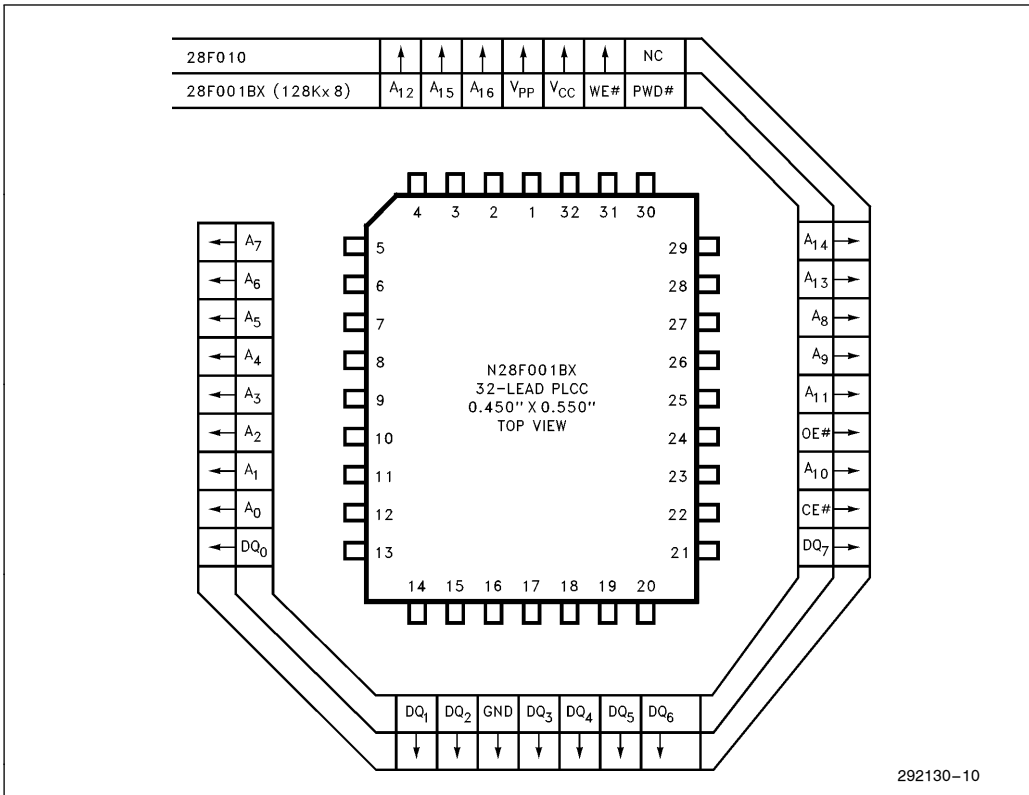 28F010 NC
28F001BX (128Kx8) A12 A15 A16 VPP VCC WE# PWD#
4 3 2 1 32 31 30
A7 5 29 A14
A6 6 28 A13
A5 7 27 A8
A4 8 26 A9
N28F001BX
32-LEAD PLCC
0.450" X 0.550"
TOP VIEW
A3 9 25 A11
A2 10 24 OE#
A1 11 23 A10
A0 12 22 CE#
DQ0 13 21 DQ7
14 15 16 17 18 19 20
DQ1 DQ2 GND DQ3 DQ4 DQ5 DQ6
292130-10